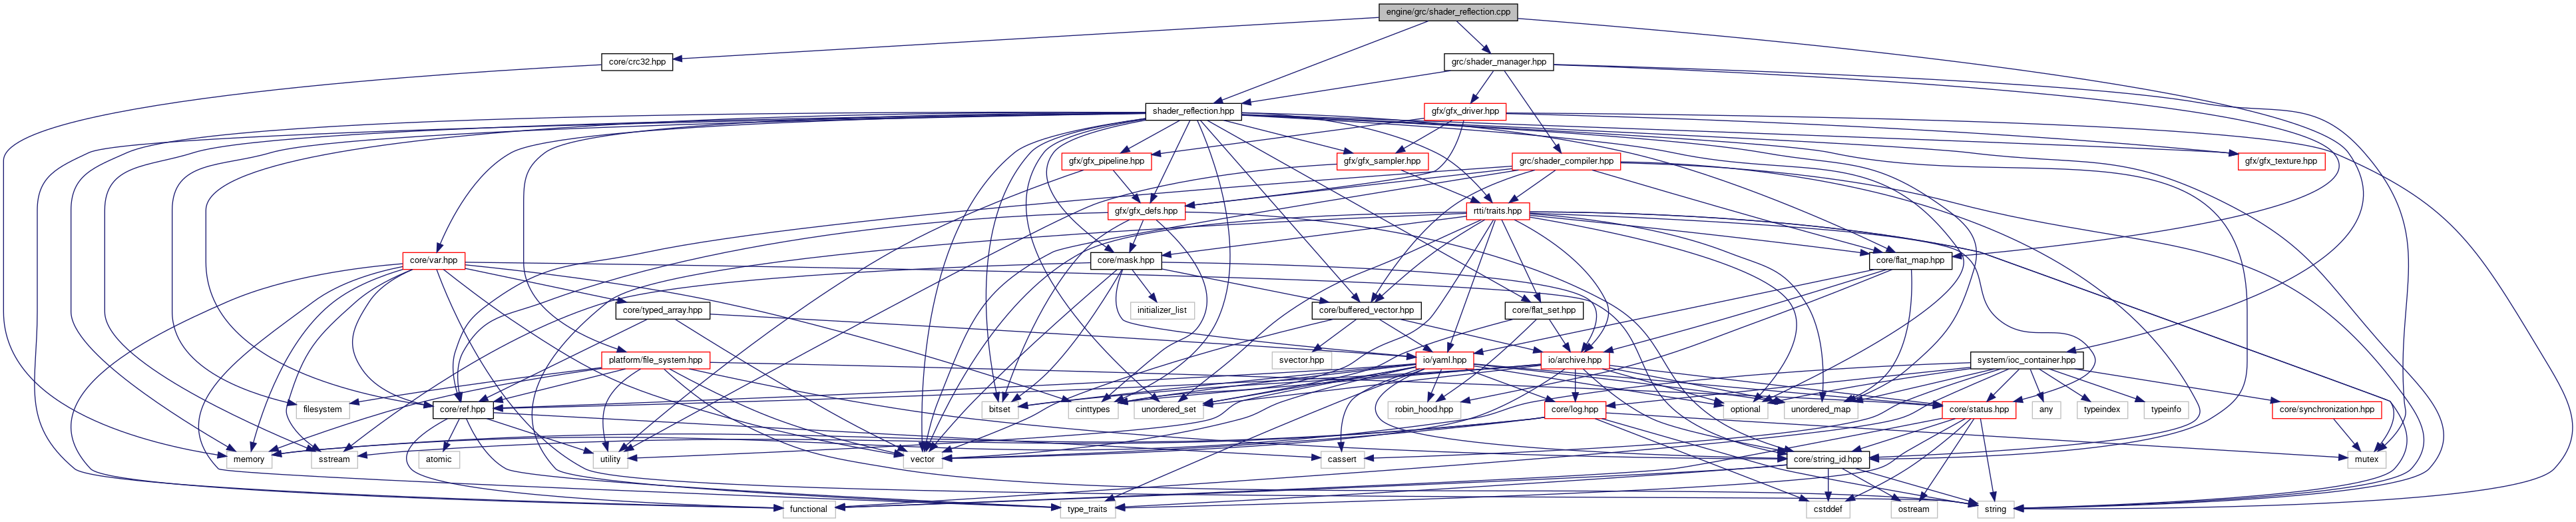 engine/grc/shader_reflection.cpp
core/crc32.hpp
grc/shader_manager.hpp
shader_reflection.hpp
gfx/gfx_driver.hpp
gfx/gfx_pipeline.hpp
gfx/gfx_sampler.hpp
grc/shader_compiler.hpp
gfx/gfx_texture.hpp
gfx/gfx_defs.hpp
rtti/traits.hpp
core/var.hpp
core/mask.hpp
core/flat_map.hpp
core/typed_array.hpp
initializer_list
core/buffered_vector.hpp
core/flat_set.hpp
platform/file_system.hpp
svector.hpp
io/yaml.hpp
io/archive.hpp
system/ioc_container.hpp
filesystem
core/ref.hpp
bitset
cinttypes
unordered_set
robin_hood.hpp
core/log.hpp
optional
unordered_map
core/status.hpp
any
typeindex
typeinfo
core/synchronization.hpp
memory
sstream
atomic
utility
vector
cassert
core/string_id.hpp
mutex
functional
type_traits
cstddef
ostream
string